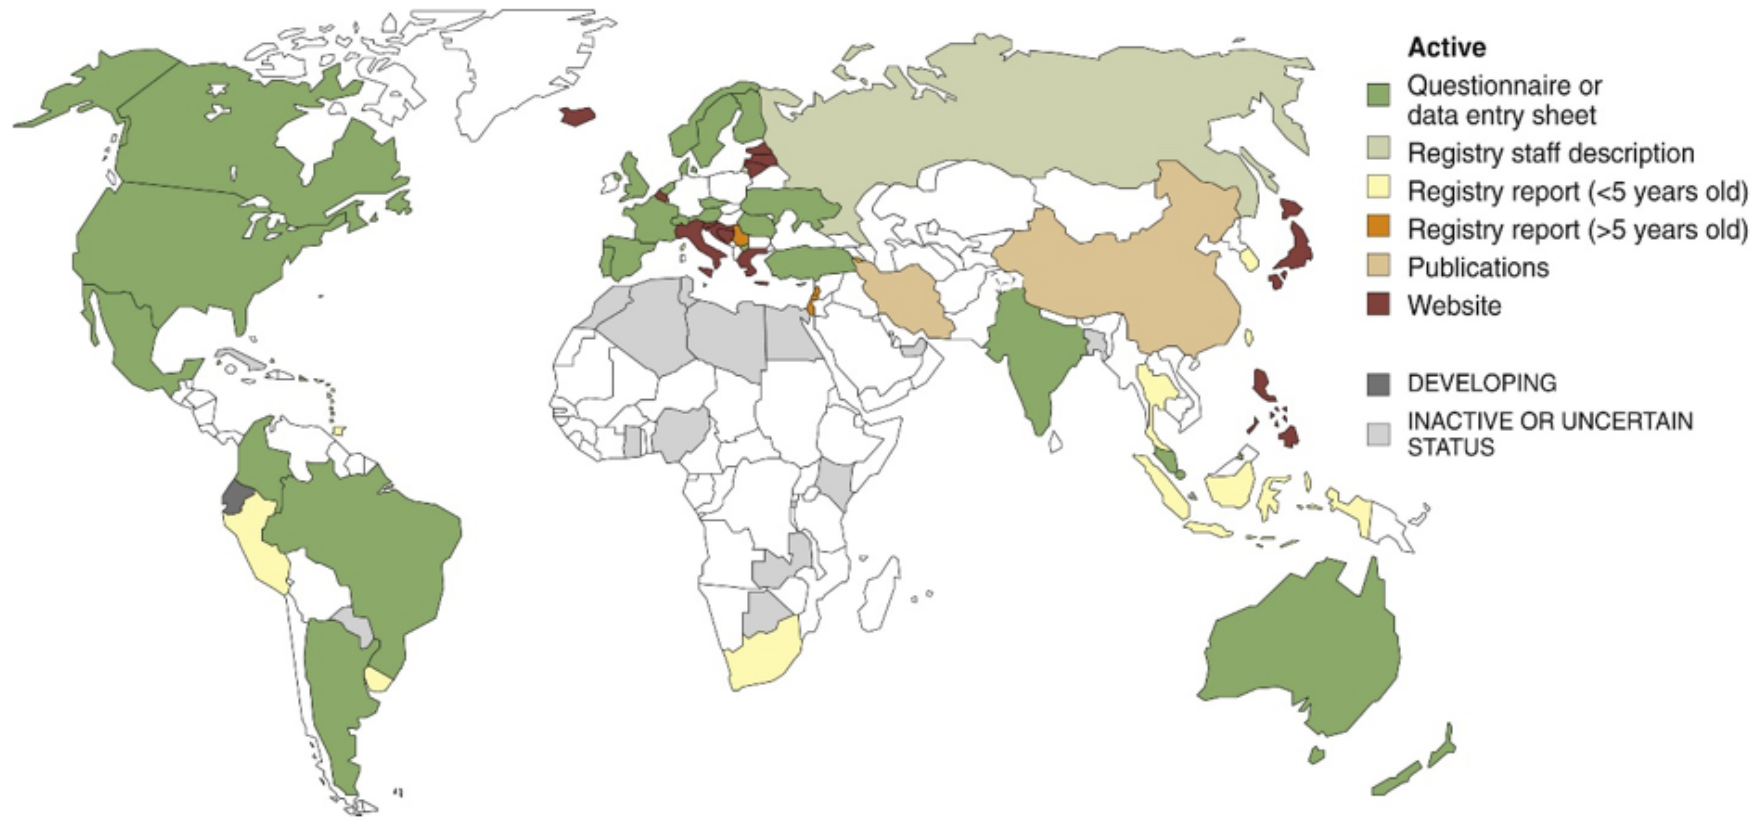 Active
Questionnaire or
data entry sheet
Registry staff description
Registry report (<5 years old)
Registry report (>5 years old)
Publications
Website
DEVELOPING
INACTIVE OR UNCERTAIN
STATUS